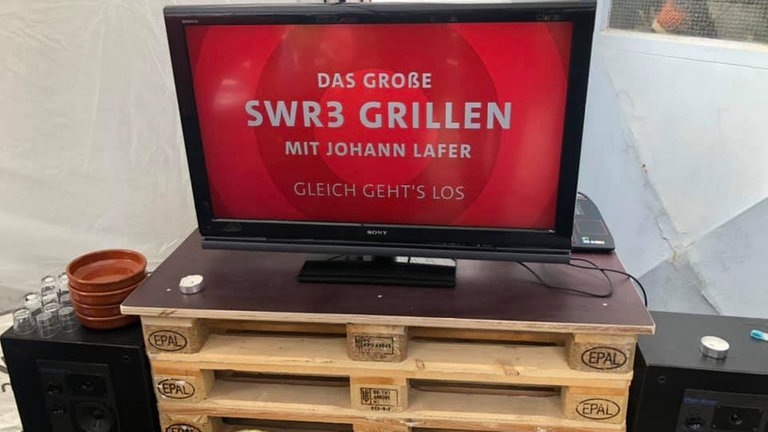 DAS GROßE
SWR3 GRILLEN
MIT JOHANN LAFER
GLEICH GEHT'S LOS
SONY
EPAL
EPAL
EPAL
EPAL